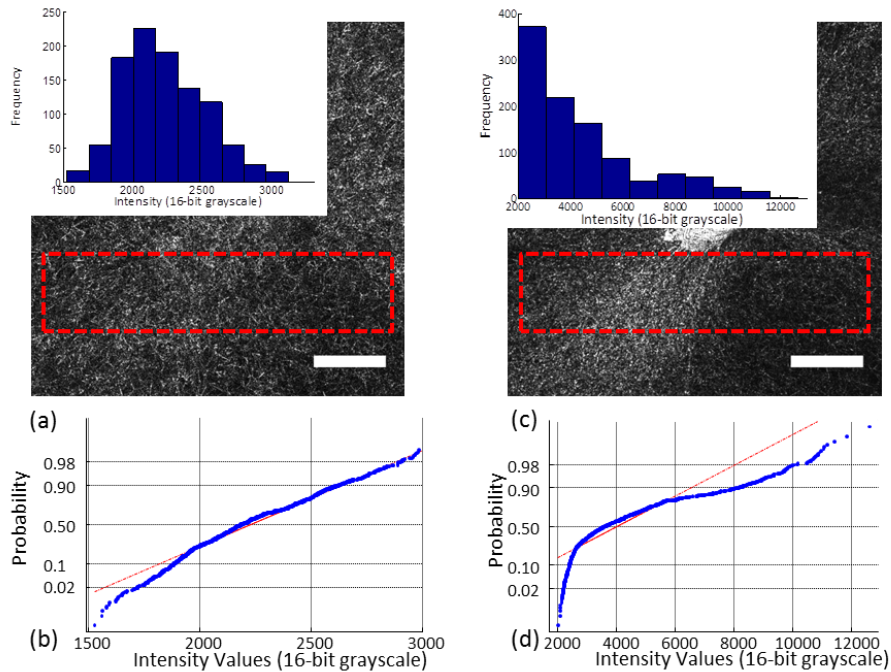 250
200
150
100
50
0
Frequency
1500 2000 2500 3000
Intensity (16-bit grayscale)
400
300
200
100
0
Frequency
2000 4000 6000 8000 10000 12000
Intensity (16-bit grayscale)
(a)
(c)
0.98
0.90
0.50
0.1
0.02
Probability
1500 2000 2500 3000
(b)
Intensity Values (16-bit grayscale)
0.98
0.90
0.50
0.10
0.02
Probability
2000 4000 6000 8000 10000 12000
(d)
Intensity Values (16-bit grayscale)